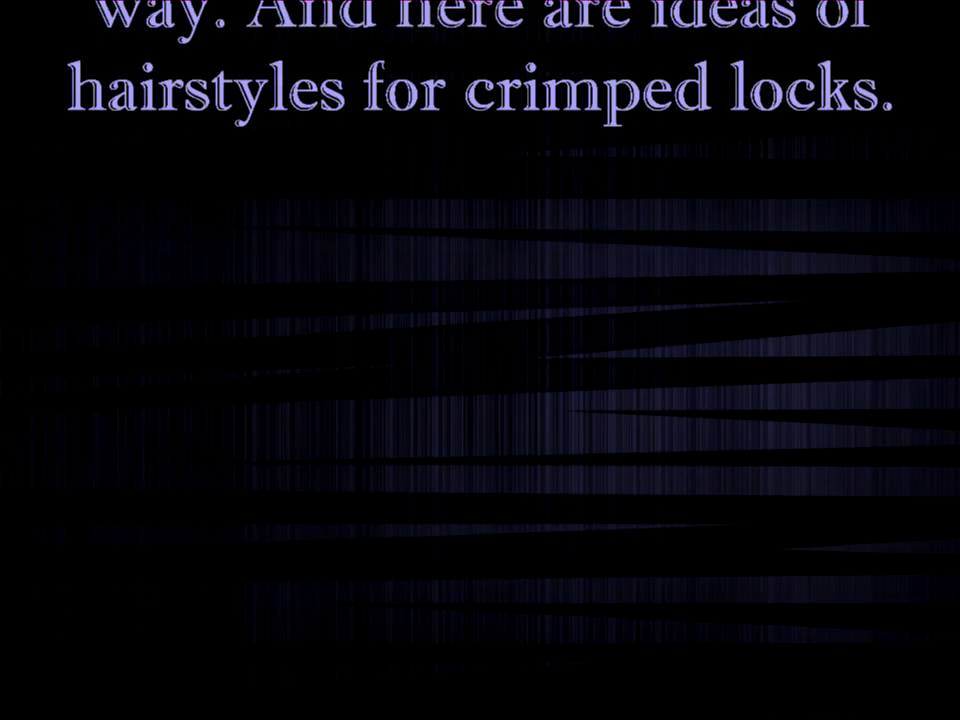 way. And here are ideas of
hairstyles for crimped locks.